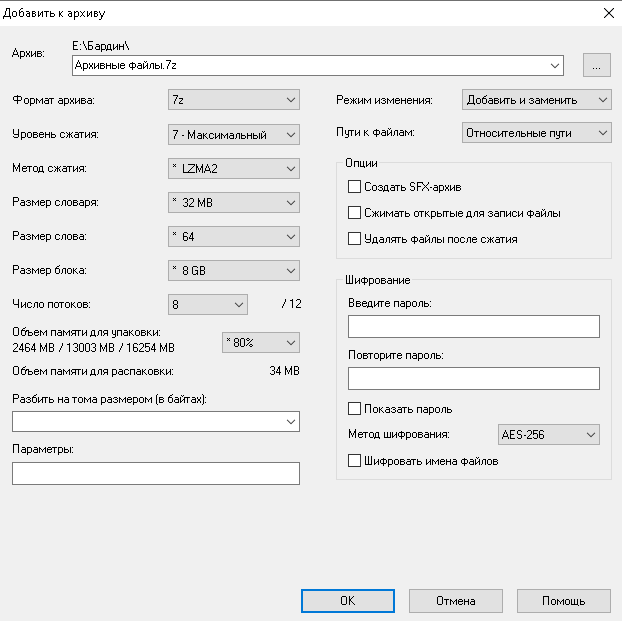 Добавить к архиву
Архив:
E:\Бардин\
Архивные файлы.7z
...
Формат архива:
7z
Уровень сжатия:
7 - Максимальный
Метод сжатия:
* LZMA2
Размер словаря:
* 32 MB
Размер слова:
* 64
Размер блока:
* 8 GB
Число потоков:
8
/ 12
Объем памяти для упаковки:
2464 MB / 13003 MB / 16254 MB
* 80%
Объем памяти для распаковки:
34 MB
Разбить на тома размером (в байтах):
Параметры:
Режим изменения:
Добавить и заменить
Пути к файлам:
Относительные пути
Опции
Создать SFX-архив
Сжимать открытые для записи файлы
Удалять файлы после сжатия
Шифрование
Введите пароль:
Повторите пароль:
Показать пароль
Метод шифрования:
AES-256
Шифровать имена файлов
OK
Отмена
Помощь